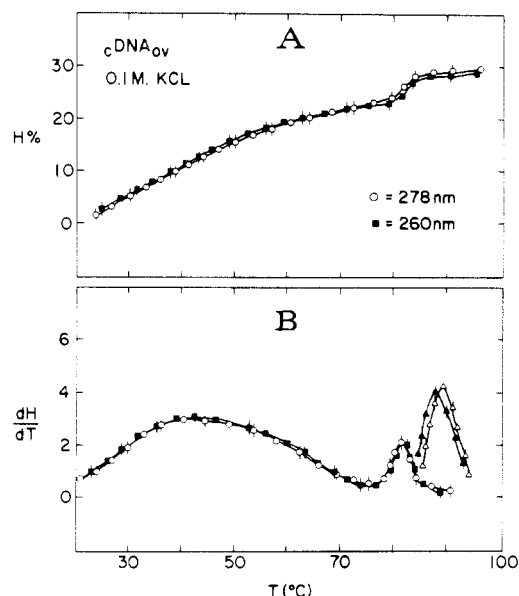 A
cDNAov
0.1 M. KCL
30
20
H%
10
0
○ = 278nm
■ = 260nm
B
6
4
dH
dT
2
0
30
50
70
100
T (°C)